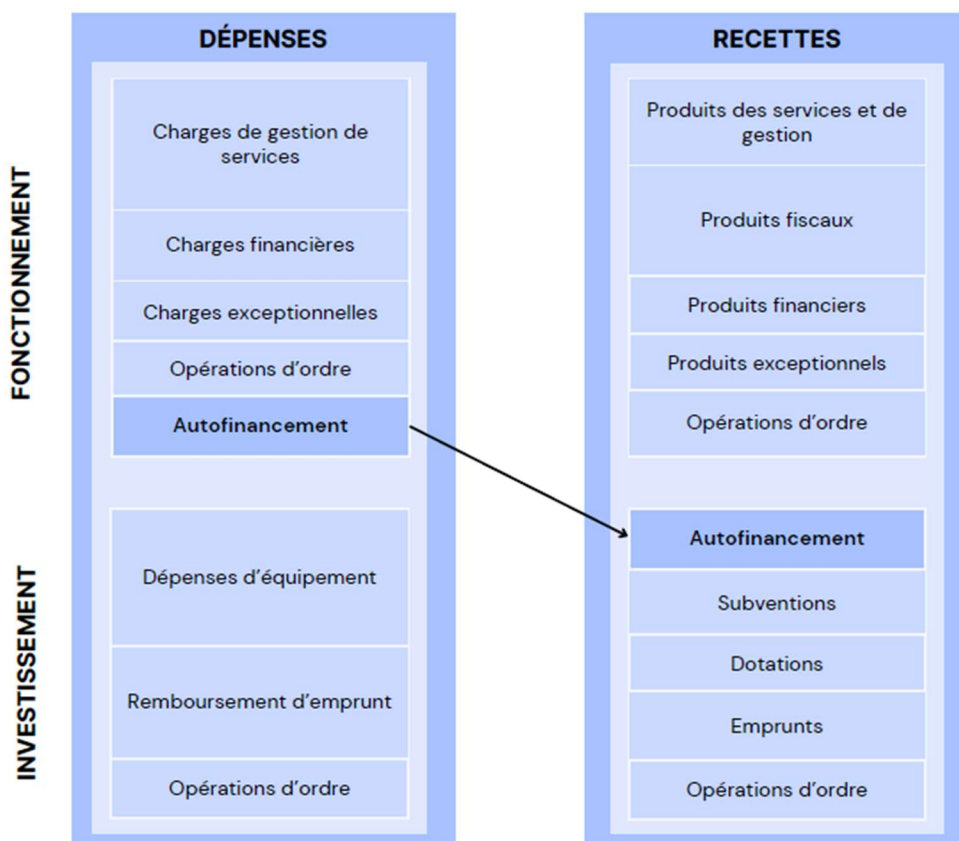 DÉPENSES
FONCTIONNEMENT
Charges de gestion de
services
Charges financières
Charges exceptionnelles
Opérations d'ordre
Autofinancement
INVESTISSEMENT
Dépenses d'équipement
Remboursement d'emprunt
Opérations d'ordre
RECETTES
Produits des services et de
gestion
Produits fiscaux
Produits financiers
Produits exceptionnels
Opérations d'ordre
Autofinancement
Subventions
Dotations
Emprunts
Opérations d'ordre